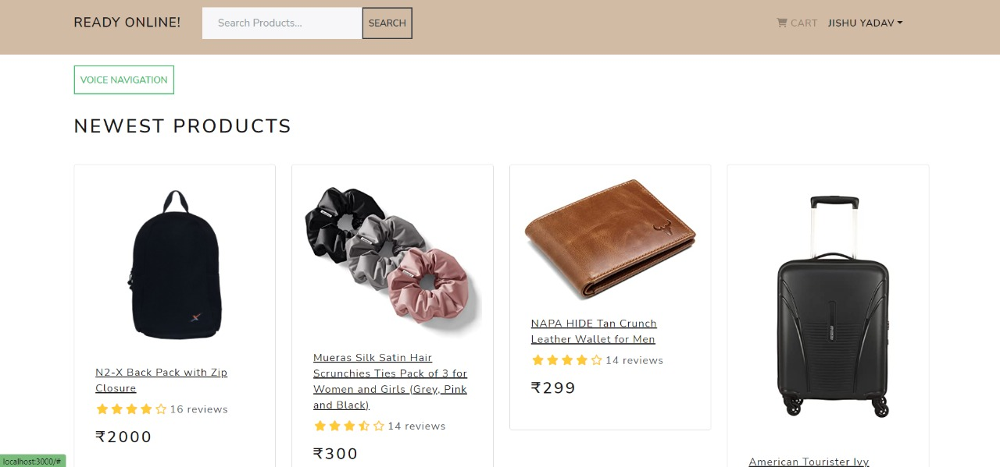 READY ONLINE!
Search Products...
SEARCH
CART
JISHU YADAV
VOICE NAVIGATION
NEWEST PRODUCTS
N2-X Back Pack with Zip
Closure
16 reviews
₹2000
Mueras Silk Satin Hair
Scrunchies Ties Pack of 3 for
Women and Girls (Grey, Pink
and Black)
14 reviews
₹300
NAPA HIDE Tan Crunch
Leather Wallet for Men
14 reviews
₹299
American Tourister Ivy
localhost:3000/#